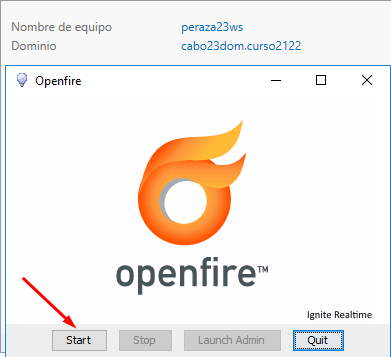 Nombre de equipo peraza23ws
Dominio cabo23dom.curso2122
Openfire
openfire™
Ignite Realtime
Start Stop Launch Admin Quit